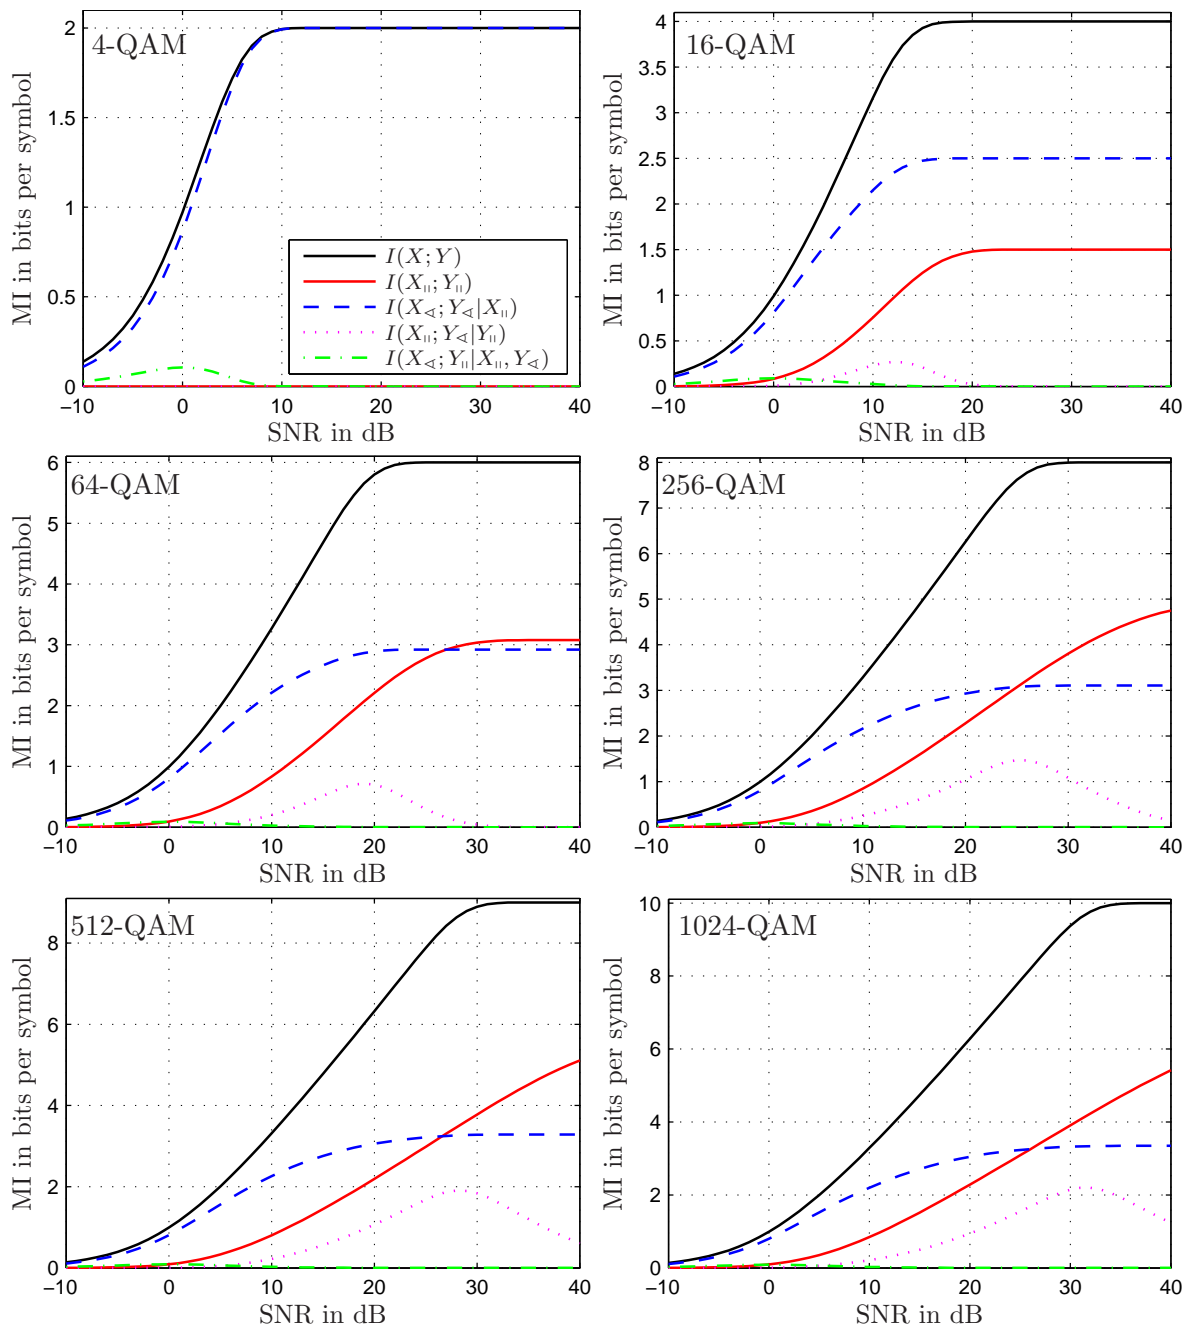 4-QAM
MI in bits per symbol
2
1.5
1
0.5
0
−10 0 10 20 30 40
SNR in dB
I(X;Y)
I(X₍₎;Y₍₎)
I(X∢;Y∢|X॥)
I(X॥;Y∢|Y॥)
I(X∢;Y॥|X॥,Y∢)
16-QAM
MI in bits per symbol
4
3.5
3
2.5
2
1.5
1
0.5
0
−10 0 10 20 30 40
SNR in dB
64-QAM
MI in bits per symbol
6
5
4
3
2
1
0
−10 0 10 20 30 40
SNR in dB
256-QAM
MI in bits per symbol
8
7
6
5
4
3
2
1
0
−10 0 10 20 30 40
SNR in dB
512-QAM
MI in bits per symbol
8
6
4
2
0
−10 0 10 20 30 40
SNR in dB
1024-QAM
MI in bits per symbol
10
8
6
4
2
0
−10 0 10 20 30 40
SNR in dB